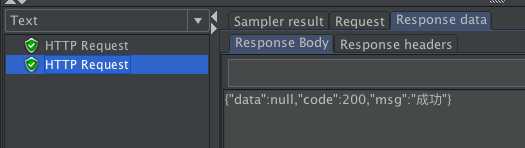 Text
HTTP Request
HTTP Request
Sampler result Request Response data
Response Body Response headers
{"data":null,"code":200,"msg":"成功"}